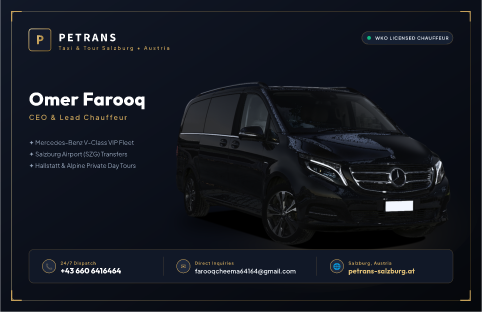 P
PETRANS
Taxi & Tour Salzburg • Austria
WKO LICENSED CHAUFFEUR
Omer Farooq
CEO & Lead Chauffeur
✦ Mercedes-Benz V-Class VIP Fleet
✦ Salzburg Airport (SZG) Transfers
✦ Hallstatt & Alpine Private Day Tours
24/7 Dispatch
+43 660 6416464
Direct Inquiries
farooqcheema64164@gmail.com
Salzburg, Austria
petrans-salzburg.at